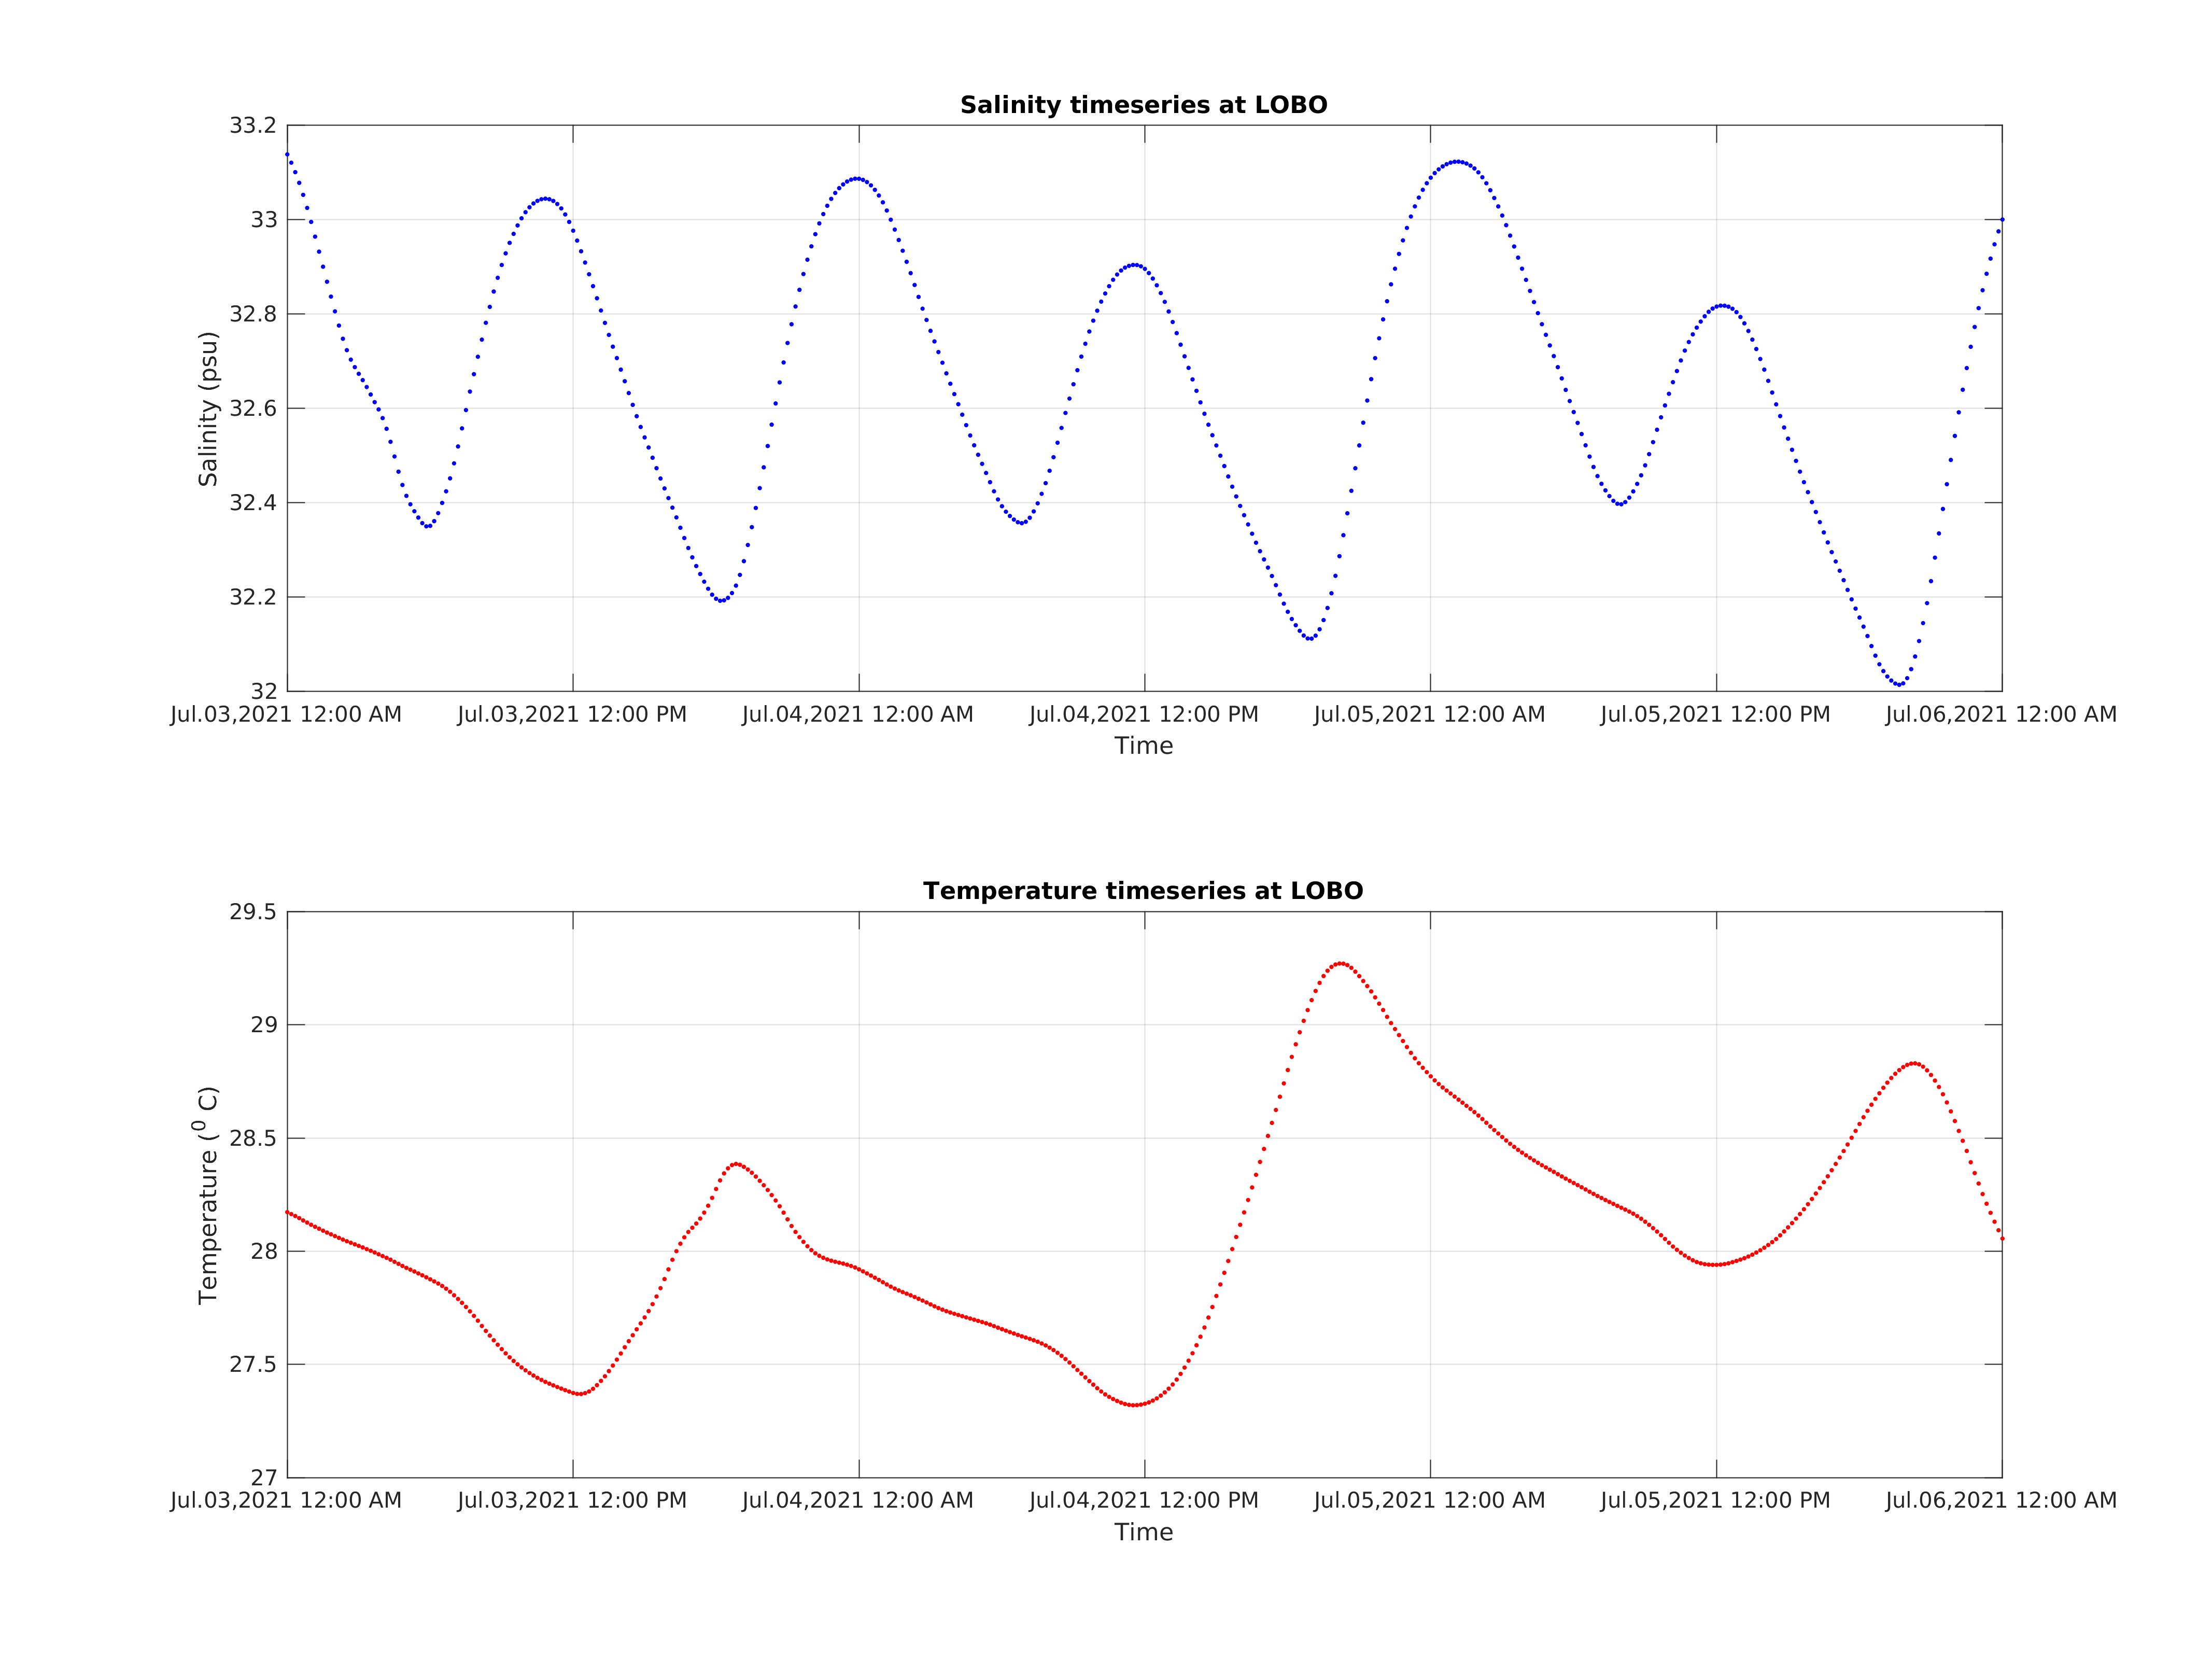 Salinity timeseries at LOBO
33.2
33
32.8
32.6
32.4
32.2
32
Salinity (psu)
Jul.03,2021 12:00 AM Jul.03,2021 12:00 PM Jul.04,2021 12:00 AM Jul.04,2021 12:00 PM Jul.05,2021 12:00 AM Jul.05,2021 12:00 PM Jul.06,2021 12:00 AM
Time
Temperature timeseries at LOBO
29.5
29
28.5
28
27.5
27
Temperature (⁰ C)
Jul.03,2021 12:00 AM Jul.03,2021 12:00 PM Jul.04,2021 12:00 AM Jul.04,2021 12:00 PM Jul.05,2021 12:00 AM Jul.05,2021 12:00 PM Jul.06,2021 12:00 AM
Time